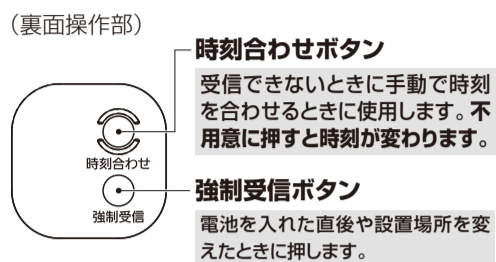 （裏面操作部）
時刻合わせボタン
受信できないときに手動で時刻
を合わせるときに使用します。不
用意に押すと時刻が変わります。
時刻合わせ
強制受信ボタン
強制受信
電池を入れた直後や設置場所を変
えたときに押します。